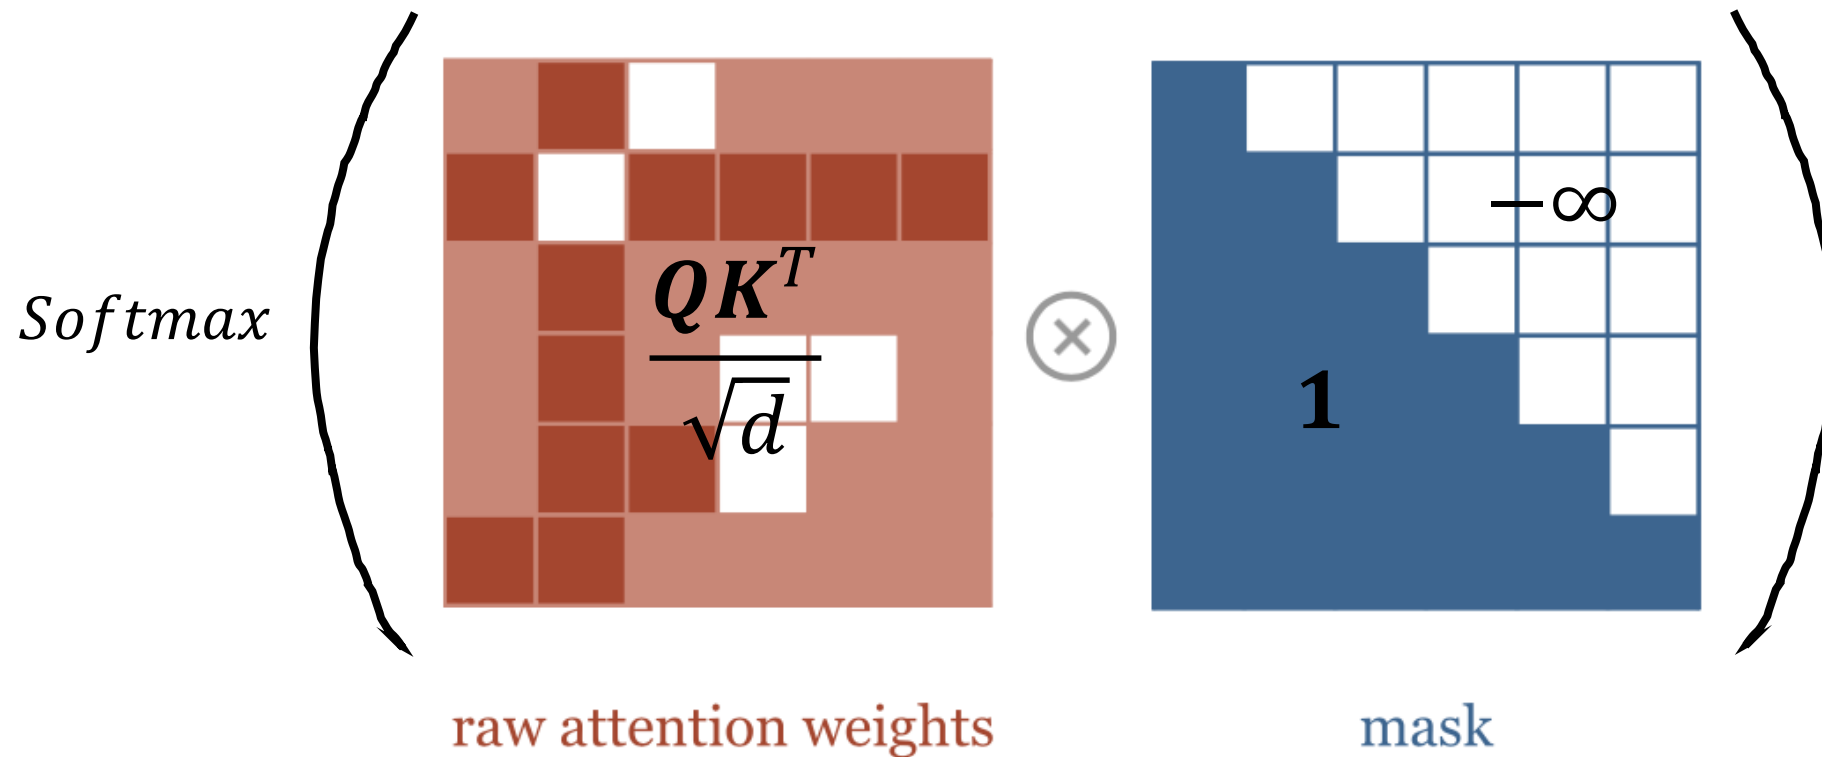 Softmax
QK^T
√d
⊗
−∞
1
raw attention weights
mask